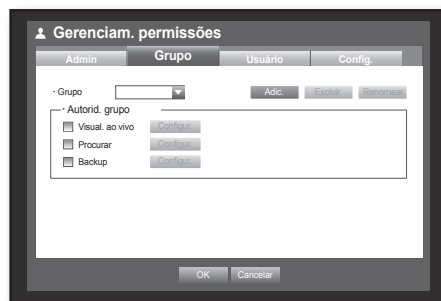 Gerenciam. permissões
Admin Grupo Usuário Config.
· Grupo Adic. Excluir Renomear
· Autorid. grupo
Visual. ao vivo Configur.
Procurar Configur.
Backup Configur.
OK Cancelar